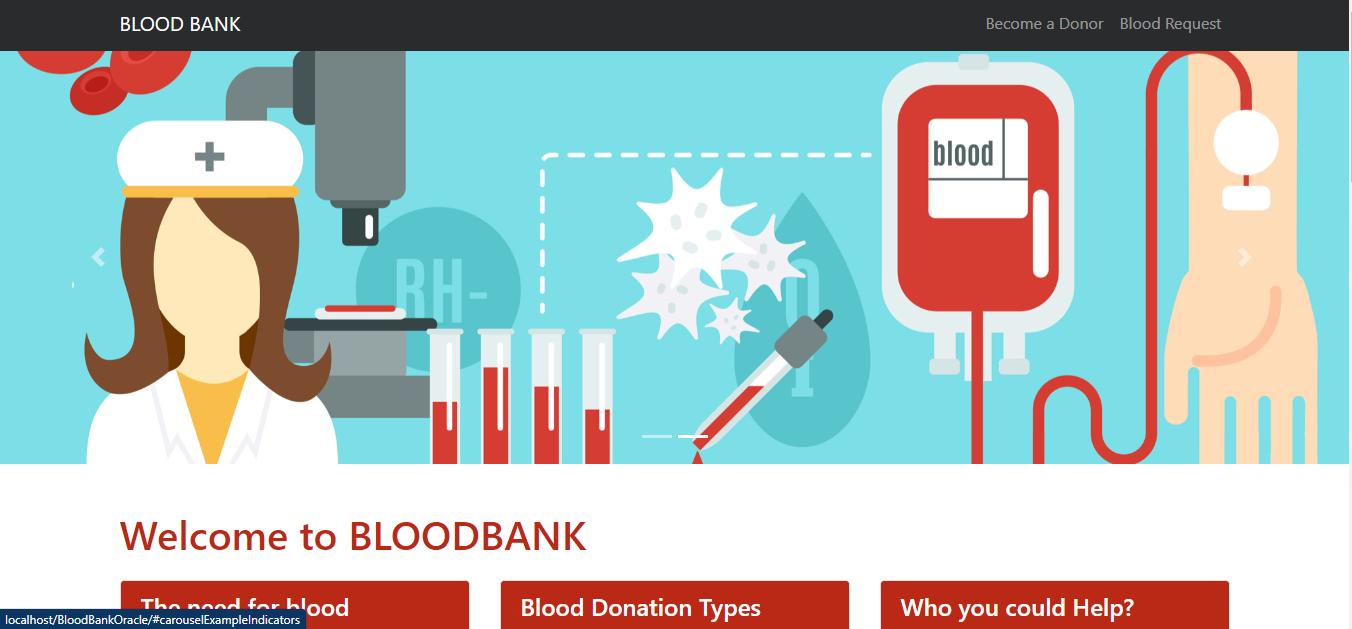 BLOOD BANK
Become a Donor Blood Request
blood
RH-
Welcome to BLOODBANK
The need for blood
Blood Donation Types
Who you could Help?
localhost/BloodBankOracle/#carouselExampleIndicators